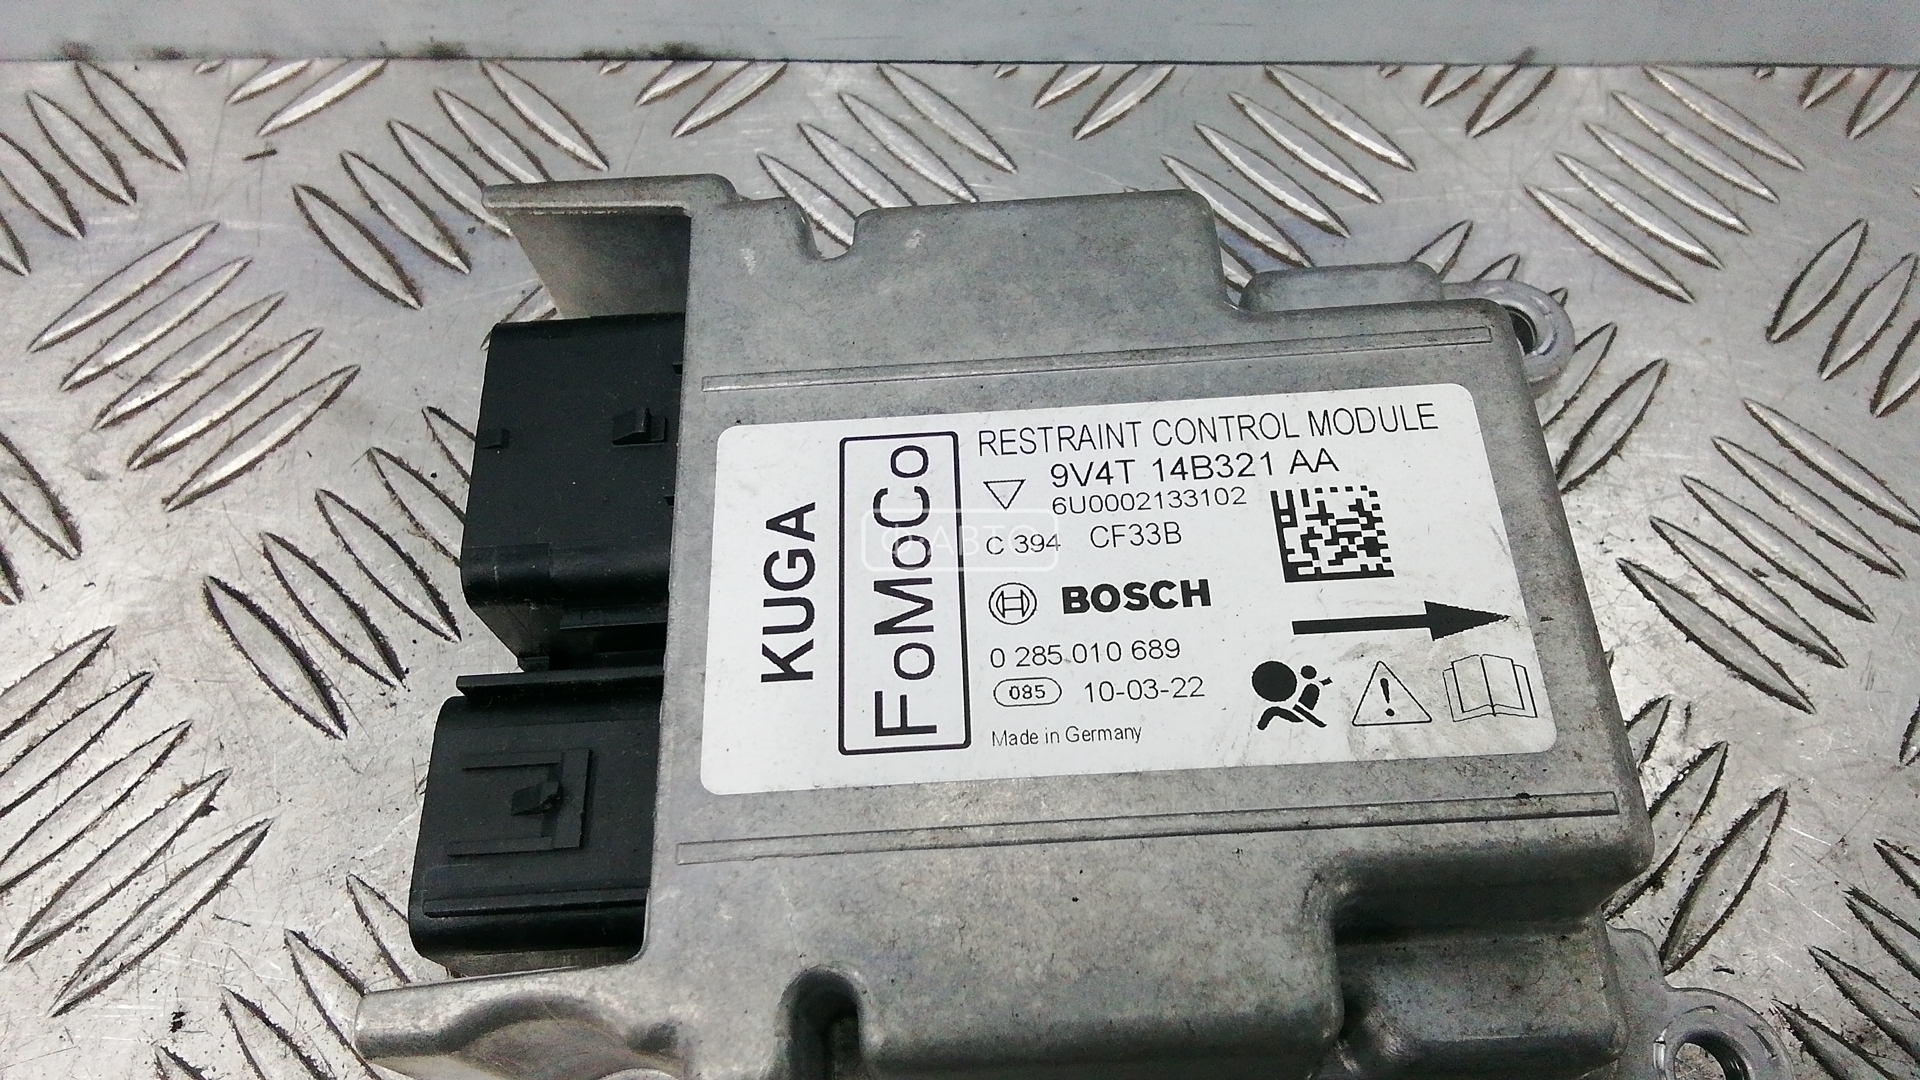 RESTRAINT CONTROL MODULE
9V4T 14B321 AA
6U0002133102
C 394 CF33B
BOSCH
0 285 010 689
085 10-03-22
Made in Germany
KUGA
FoMoCo